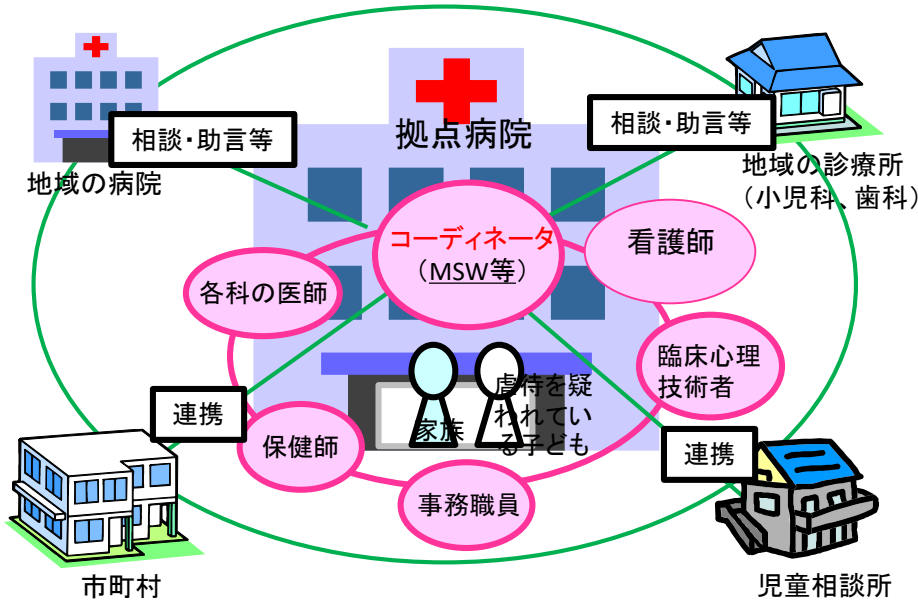 拠点病院
相談・助言等
地域の病院
相談・助言等
地域の診療所
（小児科、歯科）
コーディネータ
（MSW等）
看護師
各科の医師
臨床心理
技術者
連携
家族
虐待を疑
われてい
る子ども
保健師
連携
事務職員
市町村
児童相談所